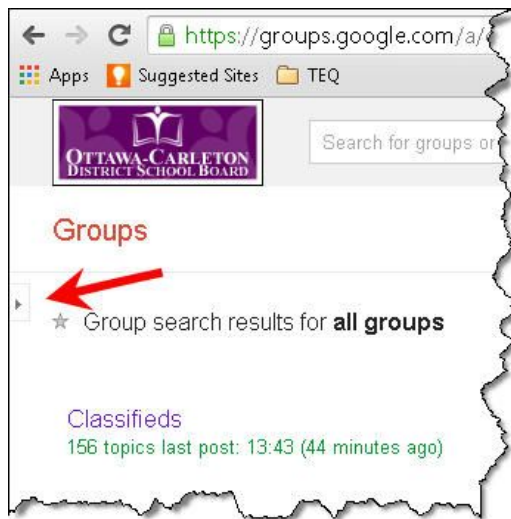 https://groups.google.com/a/
Apps Suggested Sites TEQ
OTTAWA-CARLETON
DISTRICT SCHOOL BOARD
Search for groups or
Groups
Group search results for all groups
Classifieds
156 topics last post: 13:43 (44 minutes ago)